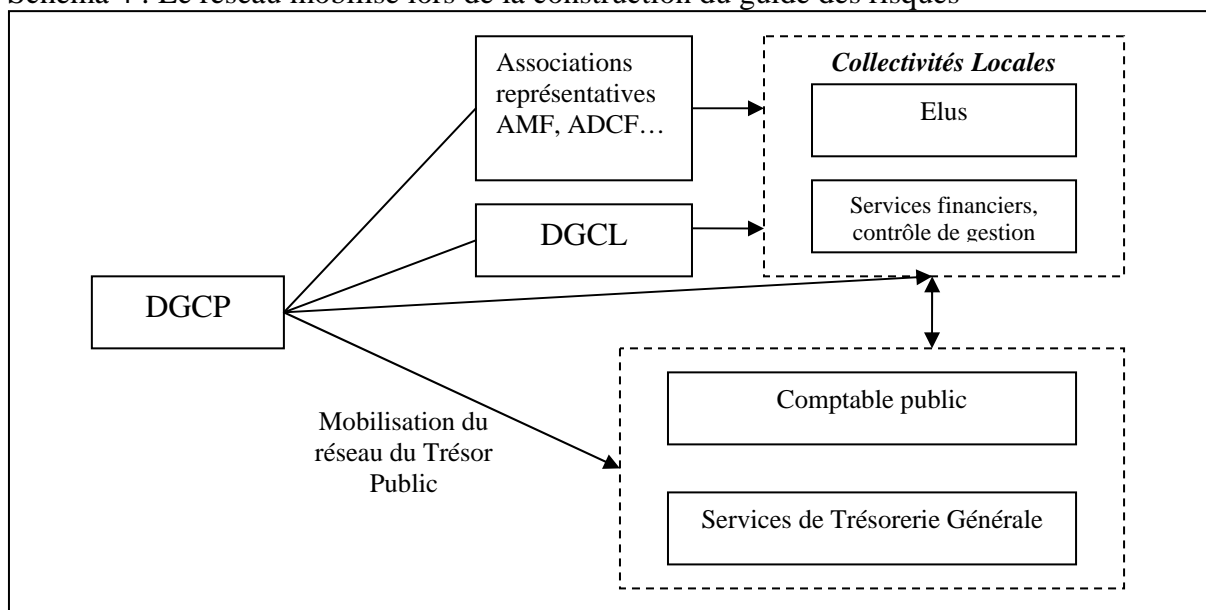 Schéma 4 : Le réseau mobilisé lors de la construction du guide des risques
Associations
représentatives
AMF, ADCF…
Collectivités Locales
Elus
Services financiers,
contrôle de gestion
DGCL
DGCP
Mobilisation du
réseau du Trésor
Public
Comptable public
Services de Trésorerie Générale